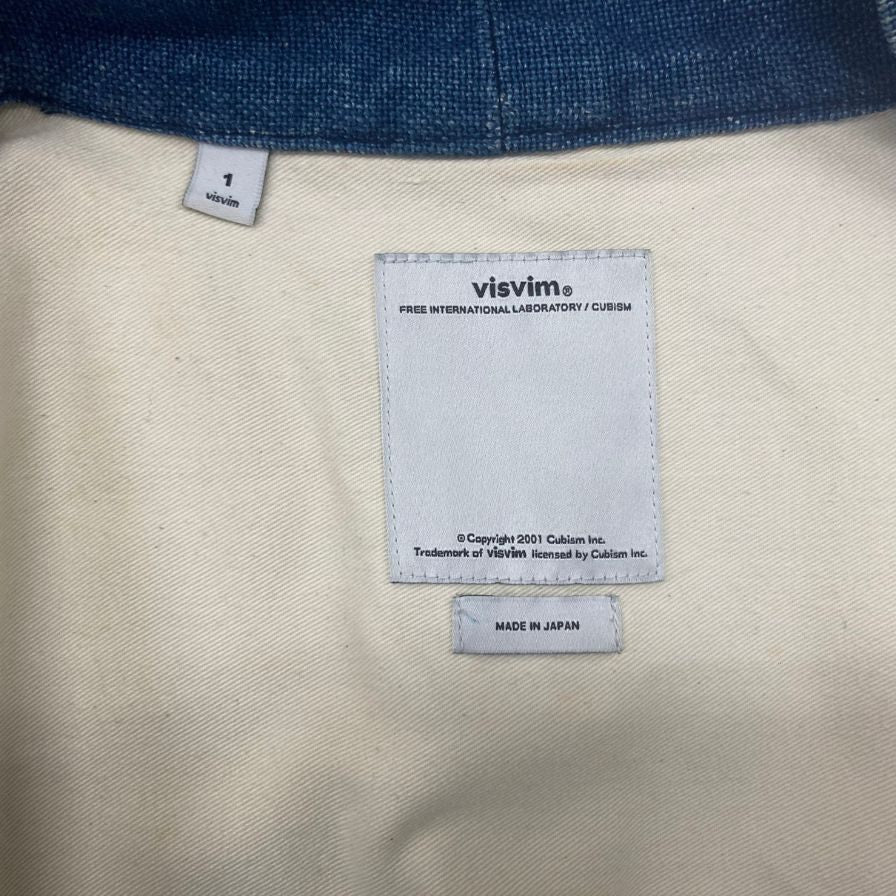 1
visvim
visvim®
FREE INTERNATIONAL LABORATORY / CUBISM
© Copyright 2001 Cubism Inc.
Trademark of visvim licensed by Cubism Inc.
MADE IN JAPAN